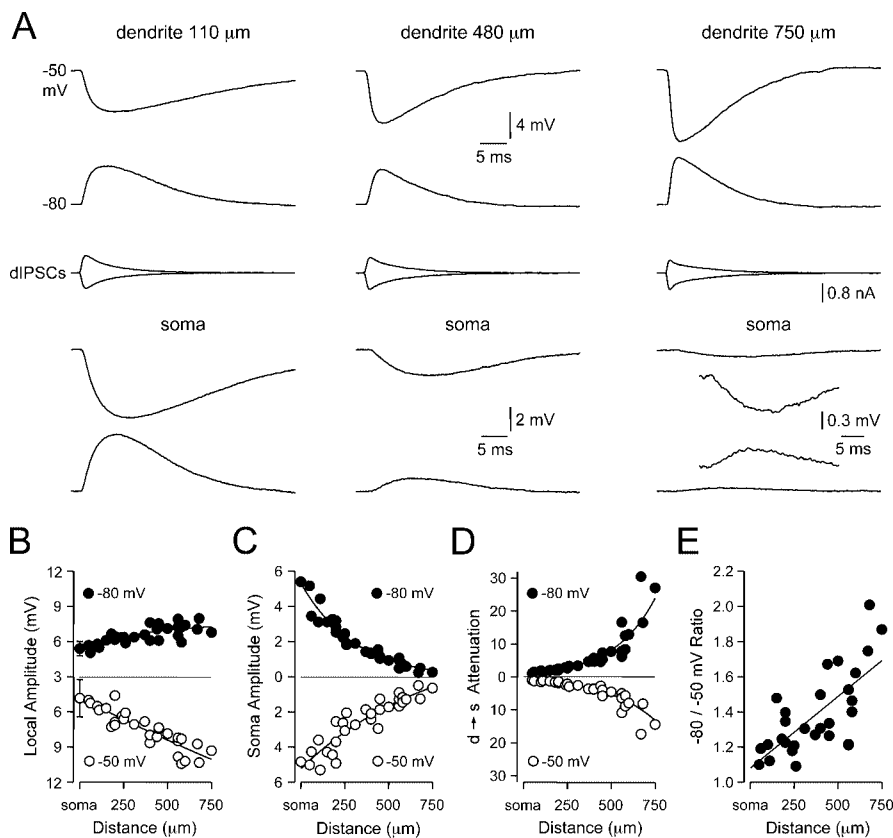 A
dendrite 110 μm
dendrite 480 μm
dendrite 750 μm
-50
mV
4 mV
5 ms
-80
dIPSCs
0.8 nA
soma
soma
soma
2 mV
5 ms
0.3 mV
5 ms
B
C
D
E
Local Amplitude (mV)
12
9
6
3
6
9
12
-80 mV
-50 mV
soma
250
500
750
Distance (μm)
Soma Amplitude (mV)
6
4
2
0
2
4
6
-80 mV
-50 mV
soma
250
500
750
Distance (μm)
d → s Attenuation
30
20
10
0
10
20
30
-80 mV
-50 mV
soma
250
500
750
Distance (μm)
-80 / -50 mV Ratio
2.2
2.0
1.8
1.6
1.4
1.2
1.0
soma
250
500
750
Distance (μm)